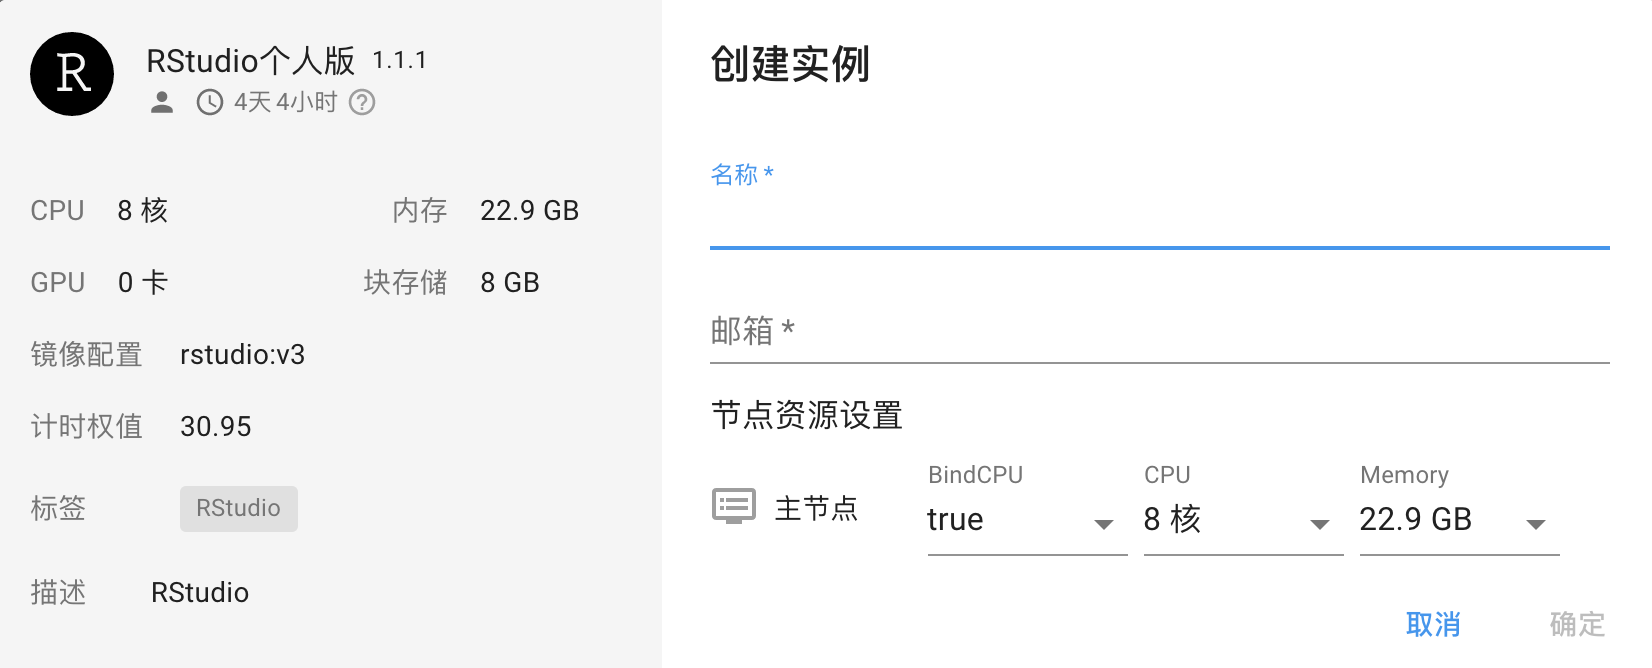 R
RStudio个人版 1.1.1
4天 4小时 ?
CPU 8 核 内存 22.9 GB
GPU 0 卡 块存储 8 GB
镜像配置 rstudio:v3
计时权值 30.95
标签 RStudio
描述 RStudio
创建实例
名称 *
邮箱 *
节点资源设置
主节点
BindCPU
true
CPU
8 核
Memory
22.9 GB
取消 确定